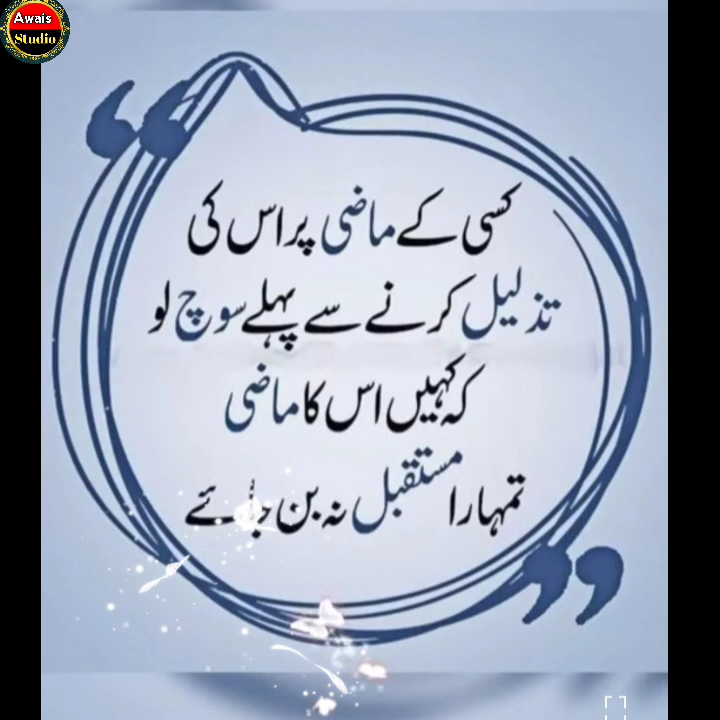 Awais
Studio
کسی کے ماضی پر اس کی
تذلیل کرنے سے پہلے سوچ لو
کہ کہیں اس کا ماضی
تمہارا مستقبل نہ بن جائے